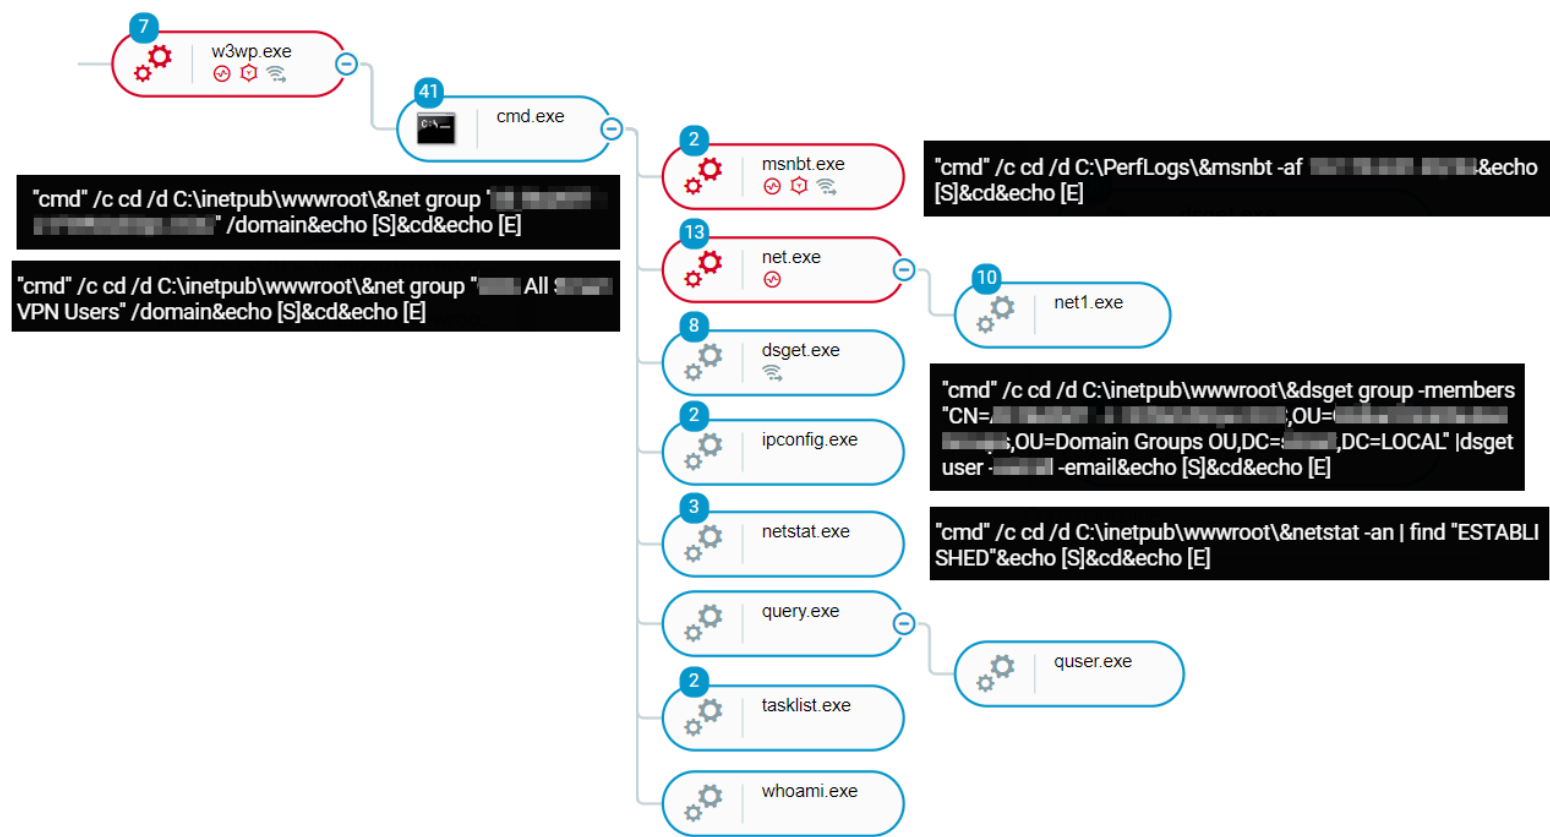 7
w3wp.exe
41
cmd.exe
C:\_
2
msnbt.exe
"cmd" /c cd /d C:\PerfLogs\&msnbt -af &echo
[S]&cd&echo [E]
"cmd" /c cd /d C:\inetpub\wwwroot\&net group "
" /domain&echo [S]&cd&echo [E]
13
net.exe
10
net1.exe
"cmd" /c cd /d C:\inetpub\wwwroot\&net group " All
VPN Users" /domain&echo [S]&cd&echo [E]
8
dsget.exe
"cmd" /c cd /d C:\inetpub\wwwroot\&dsget group -members
"CN= ,OU=
,OU=Domain Groups OU,DC= ,DC=LOCAL" |dsget
user - -email&echo [S]&cd&echo [E]
2
ipconfig.exe
3
netstat.exe
"cmd" /c cd /d C:\inetpub\wwwroot\&netstat -an | find "ESTABLI
SHED"&echo [S]&cd&echo [E]
query.exe
quser.exe
2
tasklist.exe
whoami.exe